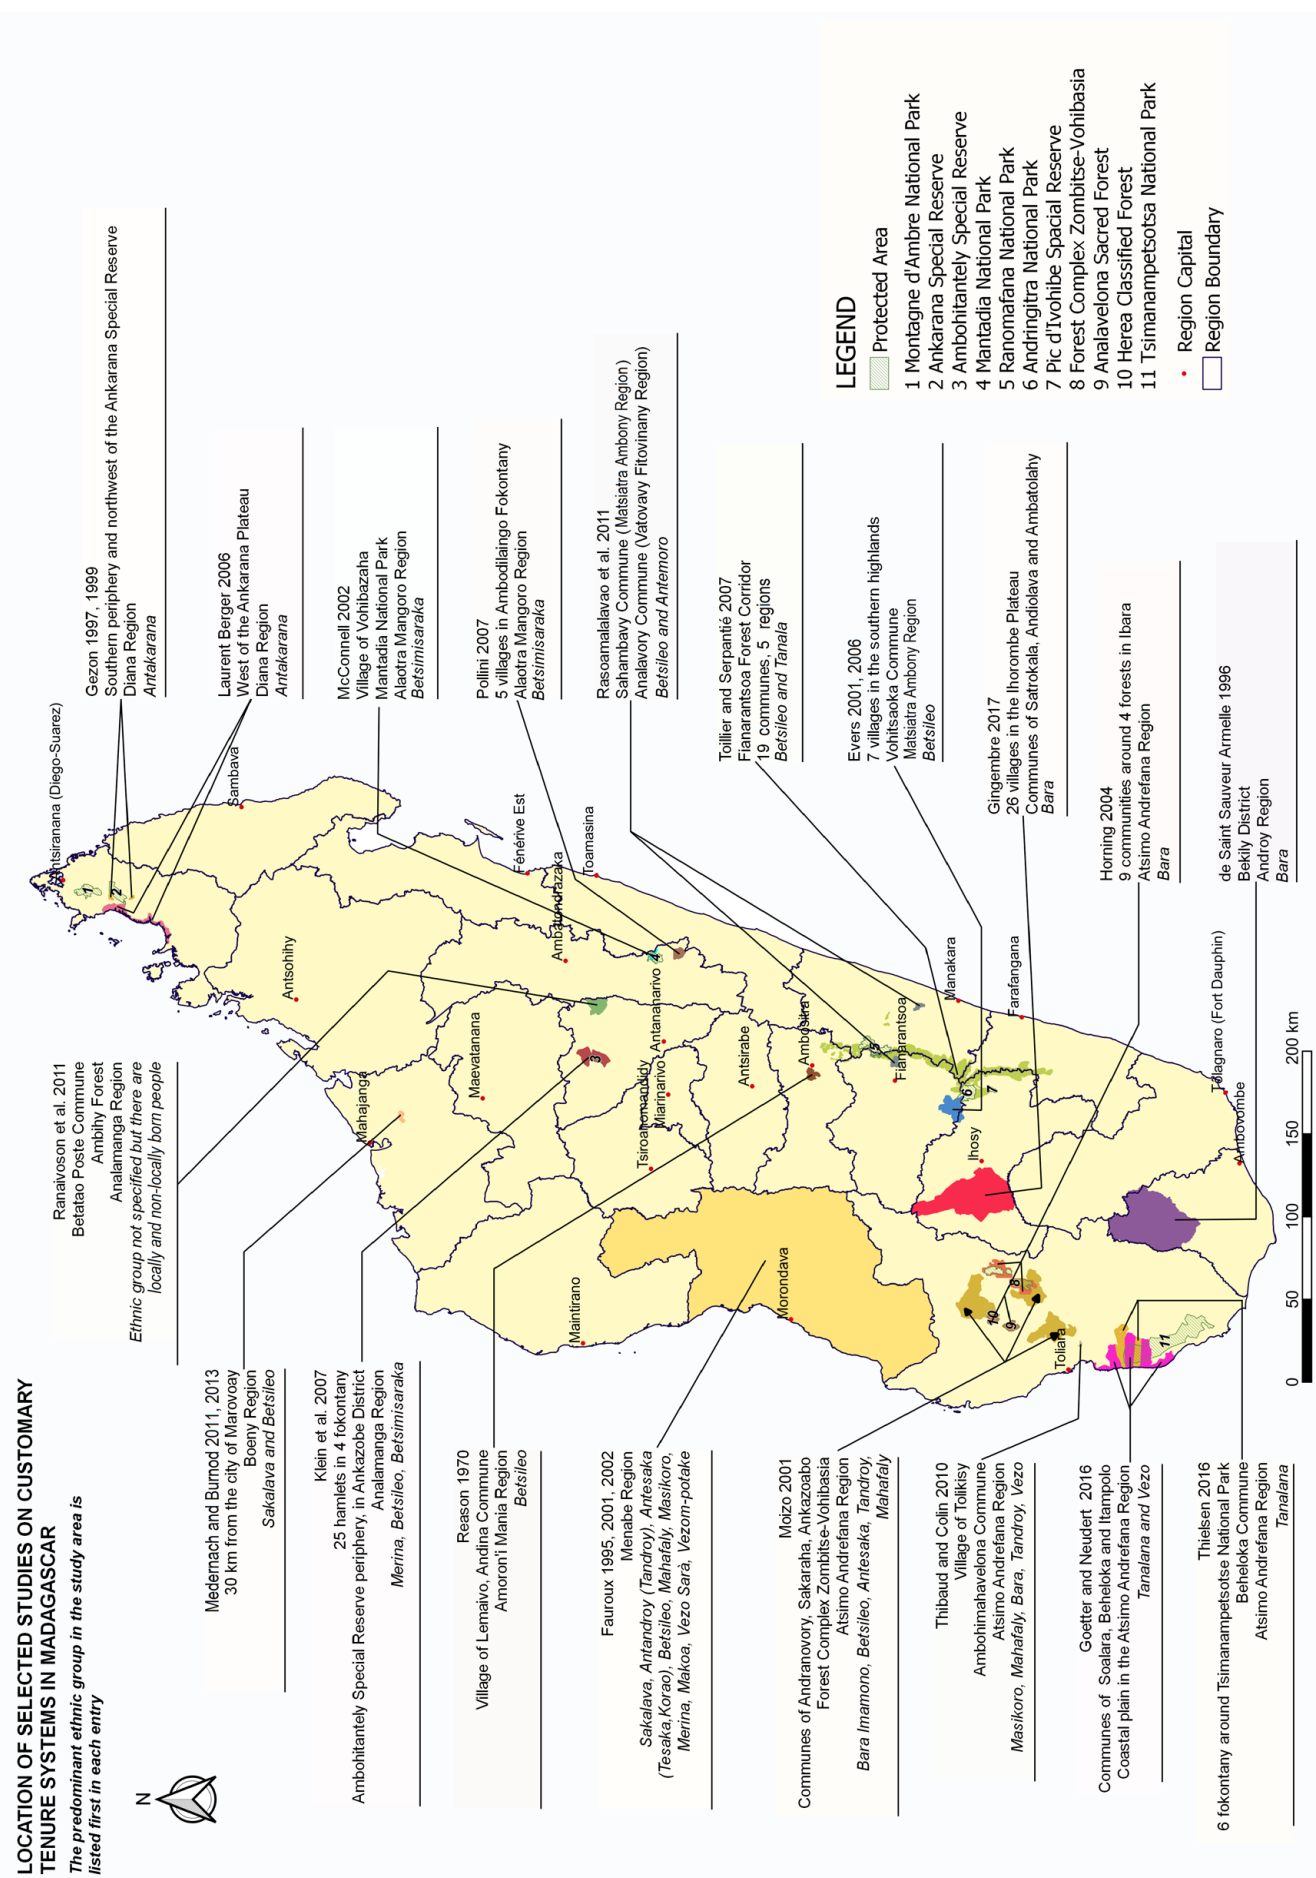 LOCATION OF SELECTED STUDIES ON CUSTOMARY
TENURE SYSTEMS IN MADAGASCAR
The predominant ethnic group in the study area is
listed first in each entry
N
Ranaivoson et al. 2011
Betatao Poste Commune
Ambihy Forest
Analamanga Region
Ethnic group not specified but there are
locally and non-locally born people
Medernach and Burnod 2011, 2013
30 km from the city of Marovoay
Boeny Region
Sakalava and Betsileo
Klein et al. 2007
25 hamlets in 4 fokontany
Ambohitantely Special Reserve periphery, in Ankazobe District
Analamanga Region
Merina, Betsileo, Betsimisaraka
Reason 1970
Village of Lemaivo, Andina Commune
Amoron'i Mania Region
Betsileo
Fauroux 1995, 2001, 2002
Menabe Region
Sakalava, Antandroy (Tandroy), Antesaka
(Tesaka,Korao), Betsileo, Mahafaly, Masikoro,
Merina, Makoa, Vezo Sarà, Vezom-potake
Moizo 2001
Communes of Andranovory, Sakaraha, Ankazoabo
Forest Complex Zombitse-Vohibasia
Atsimo Andrefana Region
Bara Imamono, Betsileo, Antesaka, Tandroy,
Mahafaly
Thibaud and Colin 2010
Village of Tolikisy
Ambohimahavelona Commune
Atsimo Andrefana Region
Masikoro, Mahafaly, Bara, Tandroy, Vezo
Goetter and Neudert 2016
Communes of Soalara, Beheloka and Itampolo
Coastal plain in the Atsimo Andrefana Region
Tanalana and Vezo
Thielsen 2016
6 fokontany around Tsimanampetsotse National Park
Beheloka Commune
Atsimo Andrefana Region
Tanalana
Antsiranana (Diego-Suarez)
Sambava
Antsohihy
Mahajanga
Maevatanana
Fénérive Est
Ambatondrazaka
Toamasina
Maintirano
Tsiroanomandidy
Miarinarivo
Antananarivo
Antsirabe
Morondava
Ambositra
Fianarantsoa
Manakara
Ihosy
Farafangana
Toliara
Tolagnaro (Fort Dauphin)
Ambovombe
1
2
3
4
5
6
7
8
9
10
11
Gezon 1997, 1999
Southern periphery and northwest of the Ankarana Special Reserve
Diana Region
Antakarana
Laurent Berger 2006
West of the Ankarana Plateau
Diana Region
Antakarana
McConnell 2002
Village of Vohibazaha
Mantadia National Park
Alaotra Mangoro Region
Betsimisaraka
Pollini 2007
5 villages in Ambodilaingo Fokontany
Alaotra Mangoro Region
Betsimisaraka
Rasoamalalavao et al. 2011
Sahambavy Commune (Matsiatra Ambony Region)
Analavory Commune (Vatovavy Fitovinany Region)
Betsileo and Antemoro
Toillier and Serpantié 2007
Fianarantsoa Forest Corridor
19 communes, 5 regions
Betsileo and Tanala
Evers 2001, 2006
7 villages in the southern highlands
Vohitsaoka Commune
Matsiatra Ambony Region
Betsileo
Gingembre 2017
26 villages in the Ihorombe Plateau
Communes of Satrokala, Andiolava and Ambatolahy
Bara
Horning 2004
9 communities around 4 forests in Ibara
Atsimo Andrefana Region
Bara
de Saint Sauveur Armelle 1996
Bekily District
Androy Region
Bara
LEGEND
Protected Area
1 Montagne d'Ambre National Park
2 Ankarana Special Reserve
3 Ambohitantely Special Reserve
4 Mantadia National Park
5 Ranomafana National Park
6 Andringitra National Park
7 Pic d'Ivohibe Spacial Reserve
8 Forest Complex Zombitse-Vohibasia
9 Analavelona Sacred Forest
10 Herea Classified Forest
11 Tsimanampetsotsa National Park
Region Capital
Region Boundary
0 50 100 150 200 km